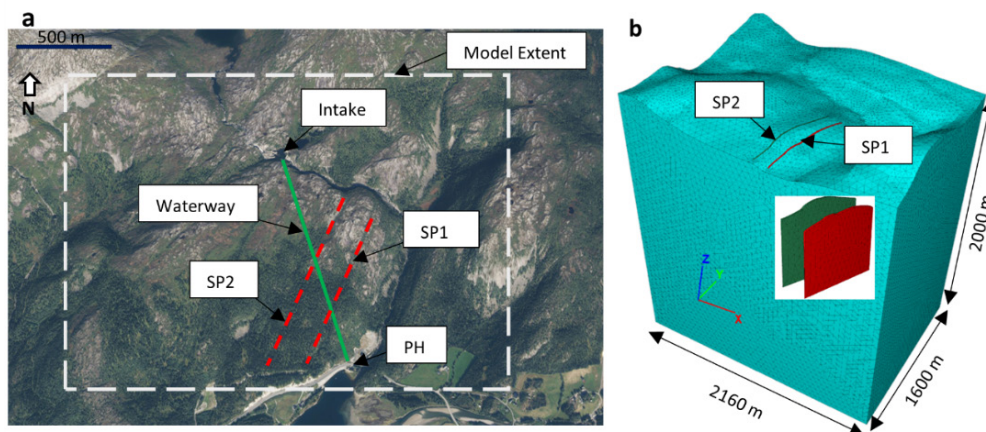 a
500 m
N
Model Extent
Intake
Waterway
SP1
SP2
PH
b
SP2
SP1
2000 m
Z
Y
X
2160 m
1600 m